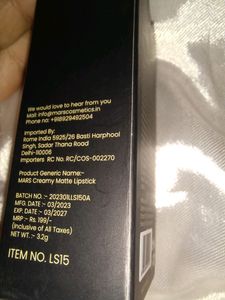 We would love to hear from you
Mail: info@marscosmetics.in
Phone no: +918929492504
Imported By:
Rome India 5925/26 Basti Harphool
Singh, Sadar Thana Road
Delhi-110006
Importers RC No. RC/COS-002270
Product Generic Name:-
MARS Creamy Matte Lipstick
BATCH NO: - 202301LLS150A
MFG. DATE :- 03/2023
EXP. DATE :- 03/2027
MRP :- Rs. 199/-
(Inclusive of All Taxes)
NET WT. :- 3.2g
ITEM NO. LS15